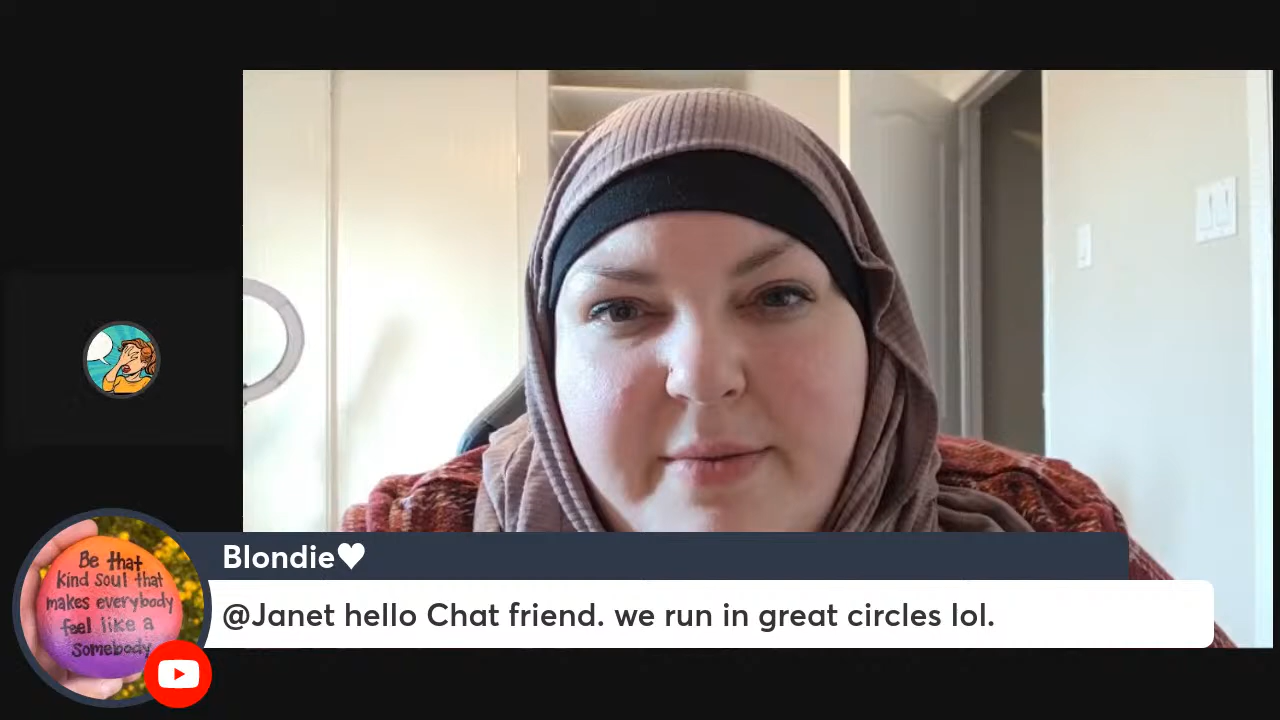 Blondie🖤
@Janet hello Chat friend. we run in great circles lol.
Be that
kind soul that
makes everybody
feel like a
somebody